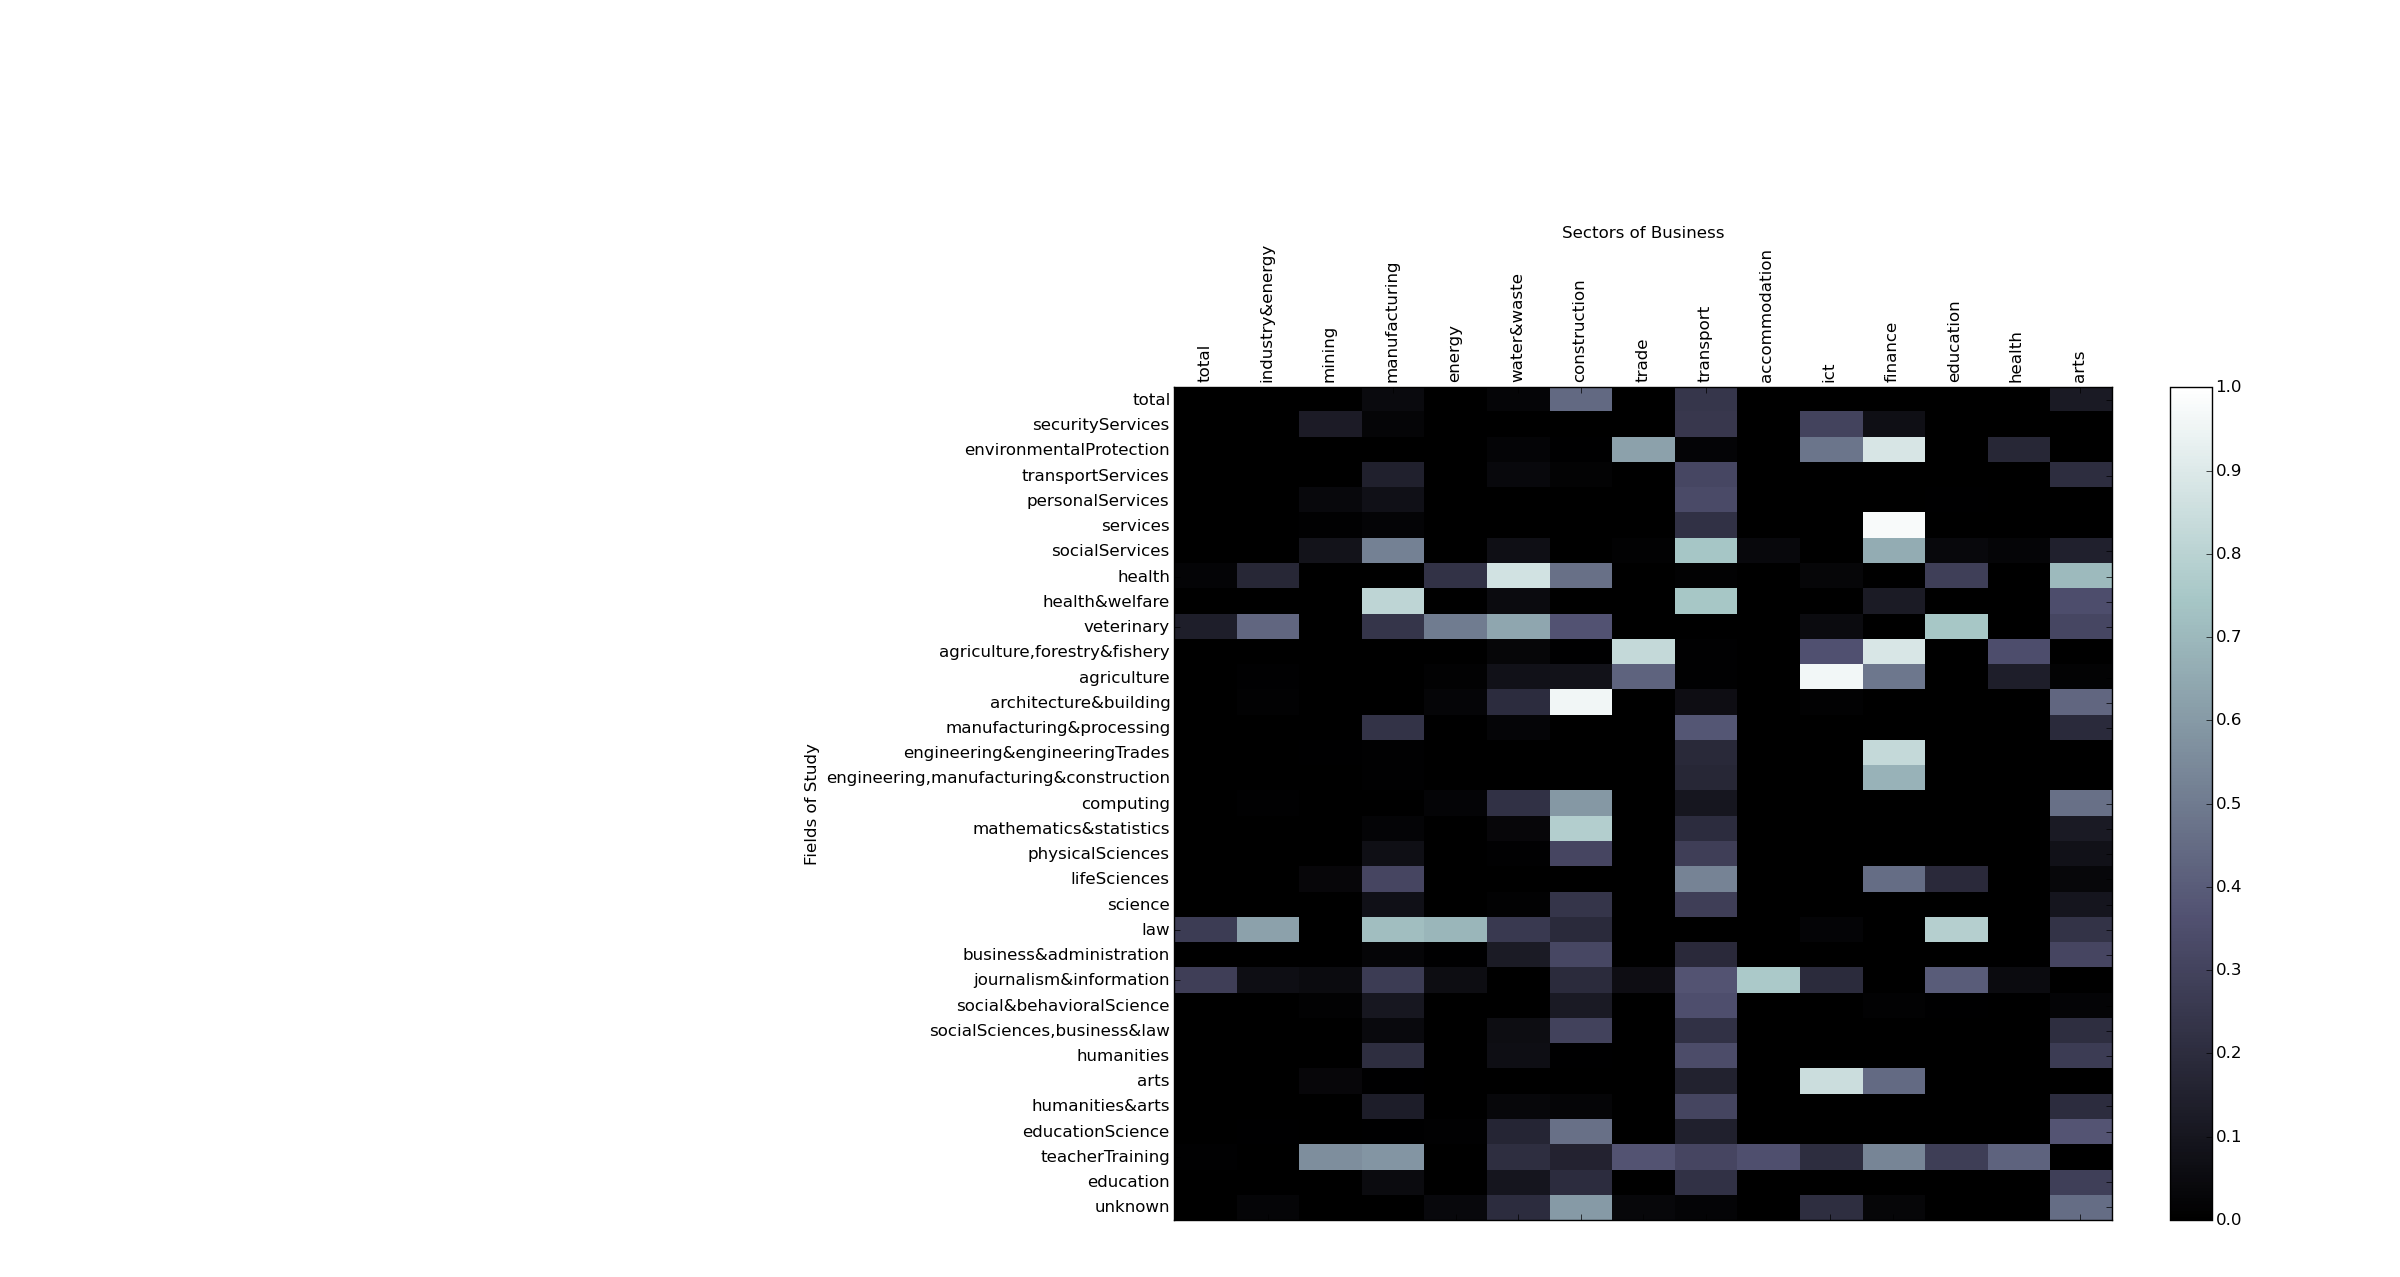 Sectors of Business
total
industry&energy
mining
manufacturing
energy
water&waste
construction
trade
transport
accommodation
ict
finance
education
health
arts
Fields of Study
total
securityServices
environmentalProtection
transportServices
personalServices
services
socialServices
health
health&welfare
veterinary
agriculture,forestry&fishery
agriculture
architecture&building
manufacturing&processing
engineering&engineeringTrades
engineering,manufacturing&construction
computing
mathematics&statistics
physicalSciences
lifeSciences
science
law
business&administration
journalism&information
social&behavioralScience
socialSciences,business&law
humanities
arts
humanities&arts
educationScience
teacherTraining
education
unknown
1.0
0.9
0.8
0.7
0.6
0.5
0.4
0.3
0.2
0.1
0.0